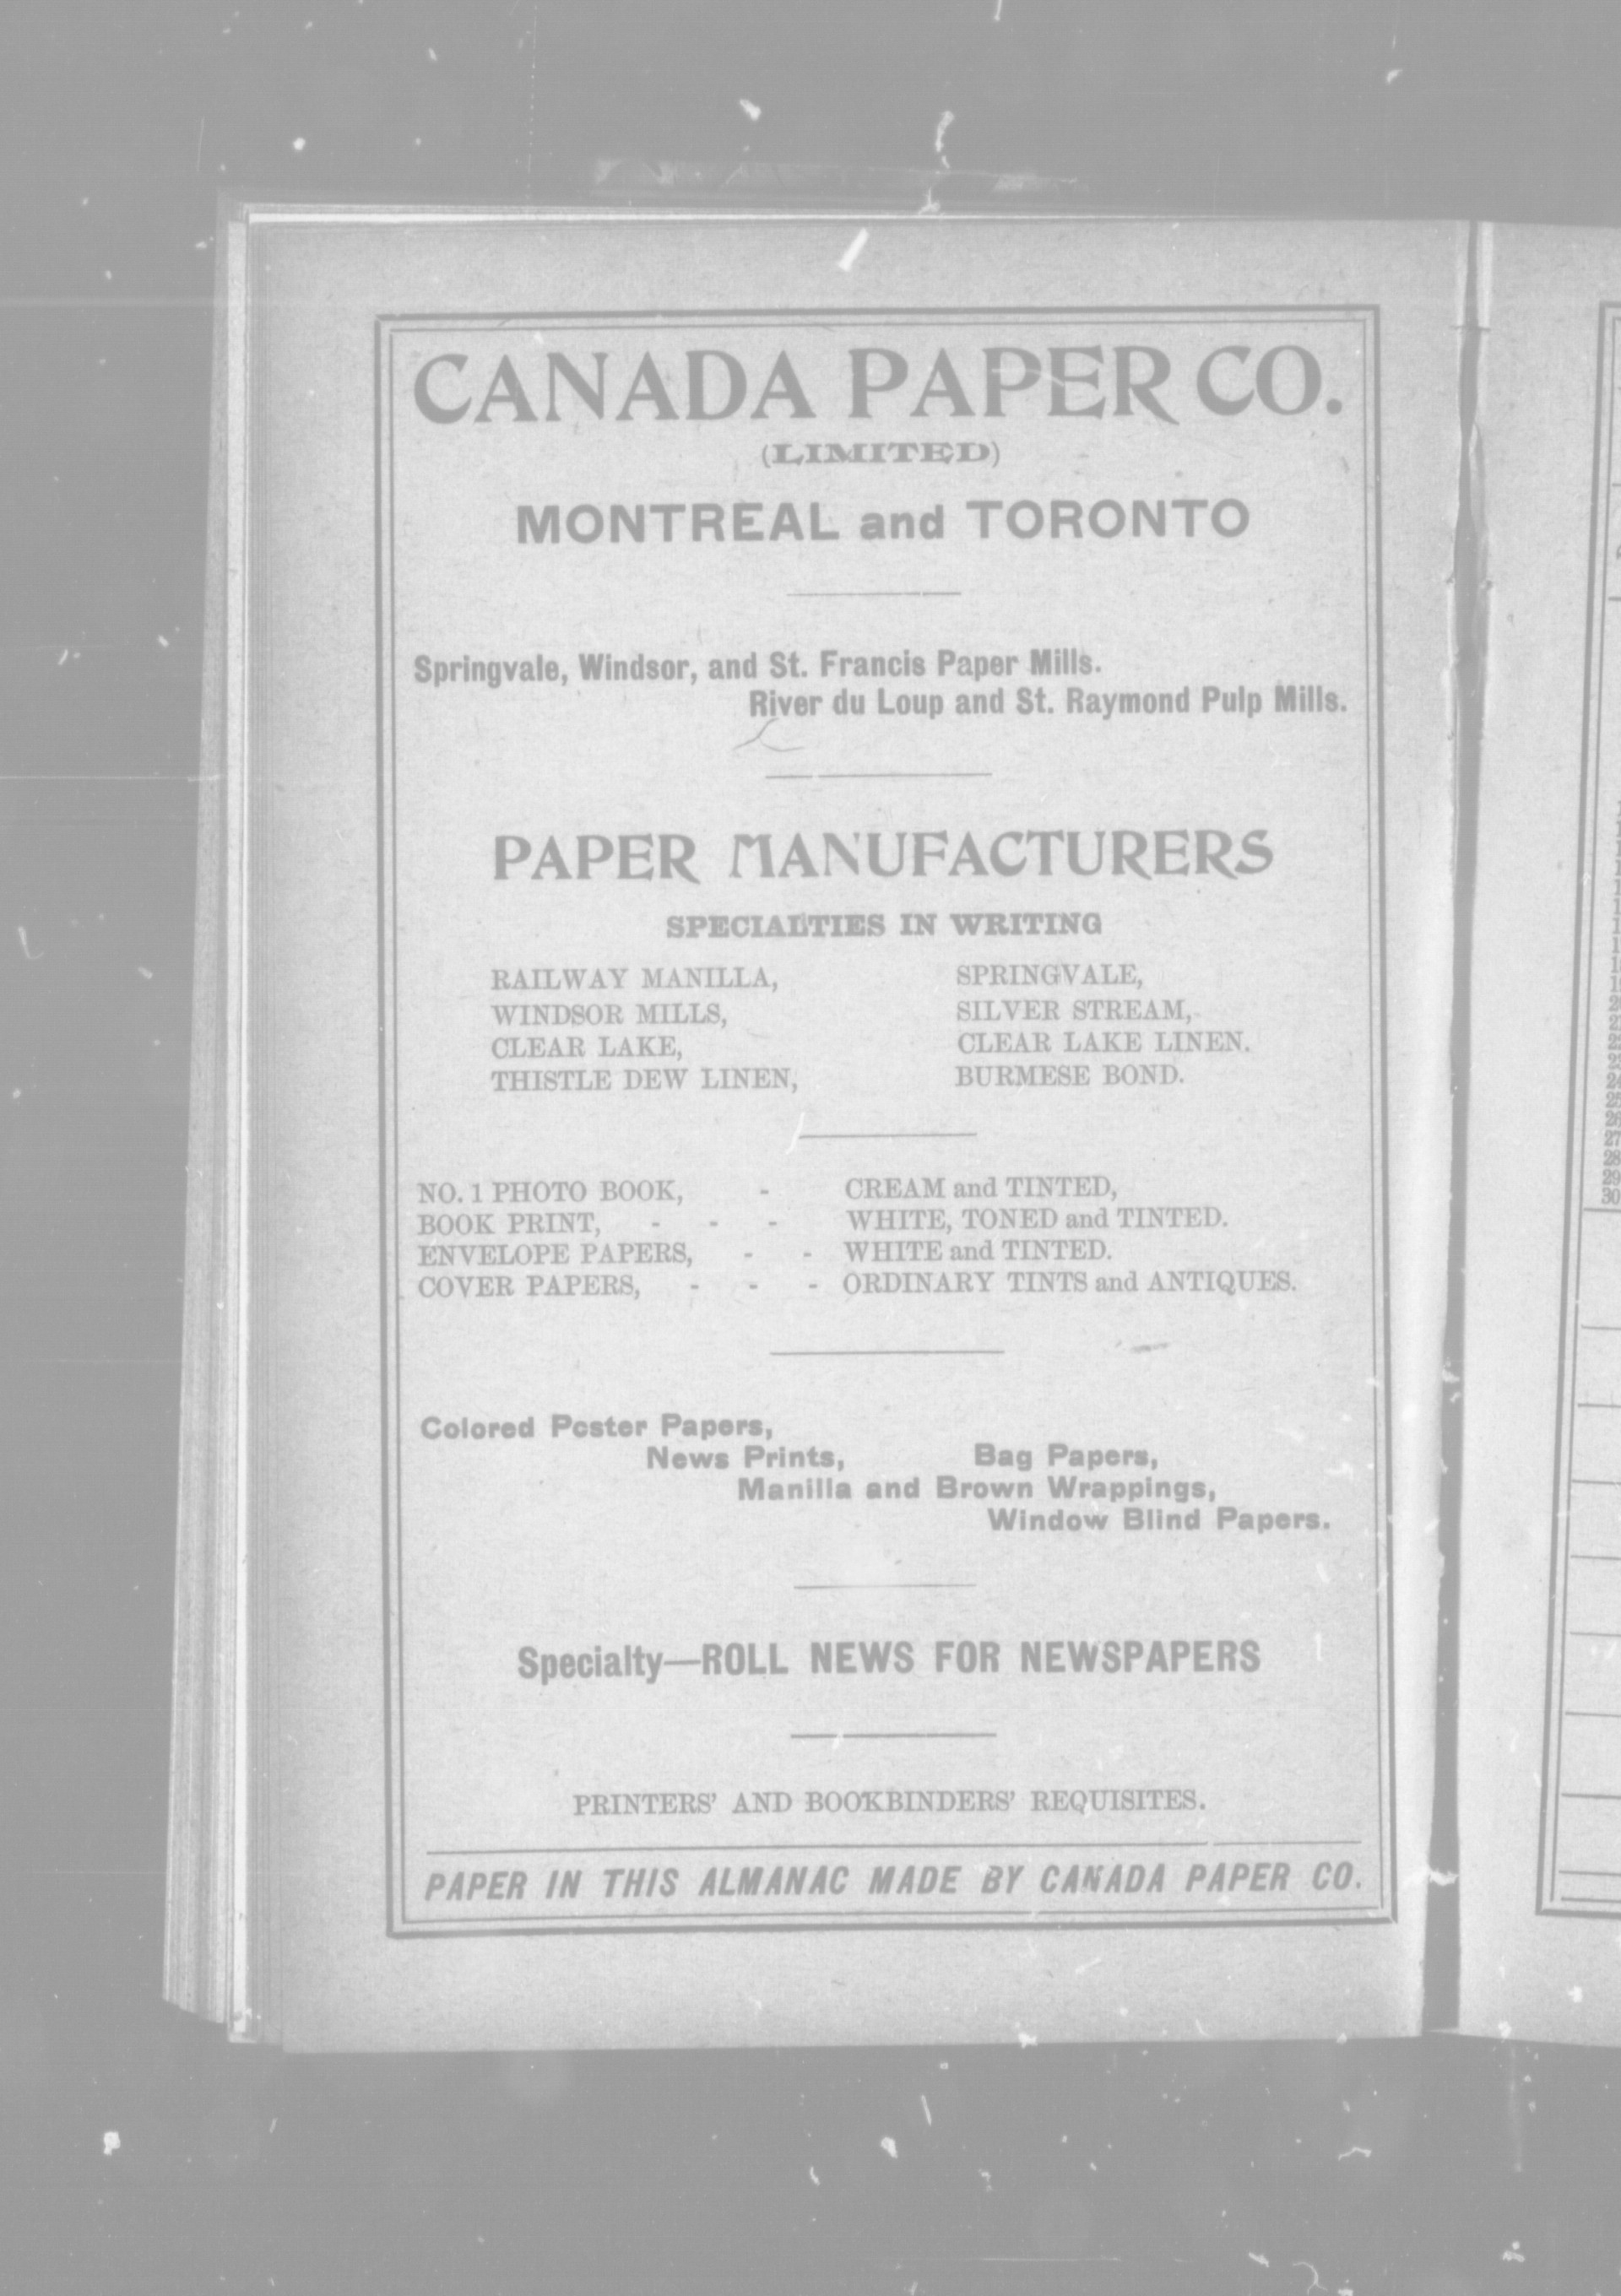 CANADA PAPER CO.
(LIMITED)
MONTREAL and TORONTO
Springvale, Windsor, and St. Francis Paper Mills.
River du Loup and St. Raymond Pulp Mills.
PAPER MANUFACTURERS
SPECIALTIES IN WRITING
RAILWAY MANILLA, SPRINGVALE,
WINDSOR MILLS, SILVER STREAM,
CLEAR LAKE, CLEAR LAKE LINEN.
THISTLE DEW LINEN, BURMESE BOND.
NO. 1 PHOTO BOOK, - CREAM and TINTED,
BOOK PRINT, - - - WHITE, TONED and TINTED.
ENVELOPE PAPERS, - - WHITE and TINTED.
COVER PAPERS, - - - ORDINARY TINTS and ANTIQUES.
Colored Poster Papers,
News Prints, Bag Papers,
Manilla and Brown Wrappings,
Window Blind Papers.
Specialty—ROLL NEWS FOR NEWSPAPERS
PRINTERS' AND BOOKBINDERS' REQUISITES.
PAPER IN THIS ALMANAC MADE BY CANADA PAPER CO.
27
28
29
30